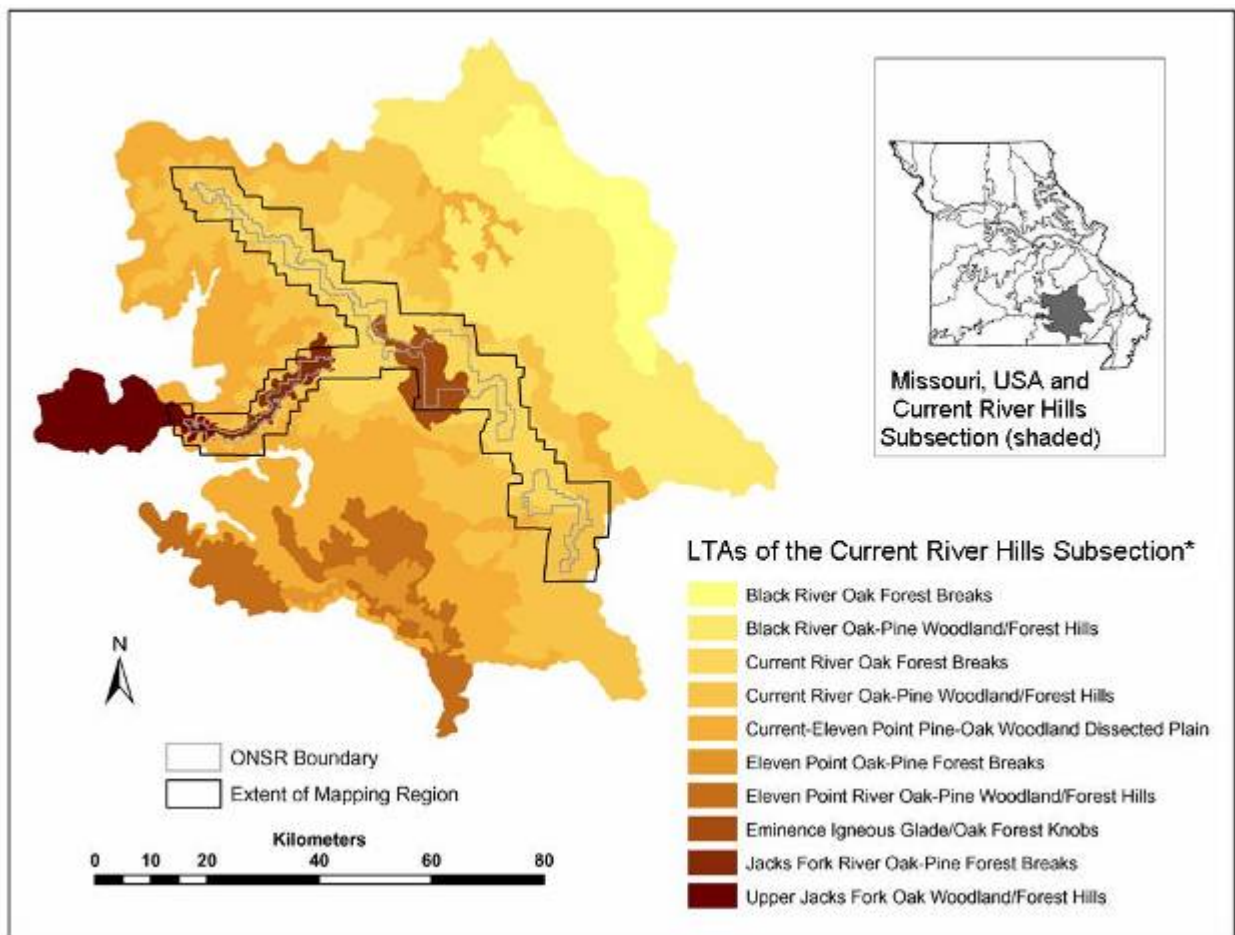 Missouri, USA and
Current River Hills
Subsection (shaded)
LTAs of the Current River Hills Subsection*
Black River Oak Forest Breaks
Black River Oak-Pine Woodland/Forest Hills
Current River Oak Forest Breaks
Current River Oak-Pine Woodland/Forest Hills
Current-Eleven Point Pine-Oak Woodland Dissected Plain
Eleven Point Oak-Pine Forest Breaks
Eleven Point River Oak-Pine Woodland/Forest Hills
Eminence Igneous Glade/Oak Forest Knobs
Jacks Fork River Oak-Pine Forest Breaks
Upper Jacks Fork Oak Woodland/Forest Hills
N
ONSR Boundary
Extent of Mapping Region
Kilometers
0 10 20 40 60 80